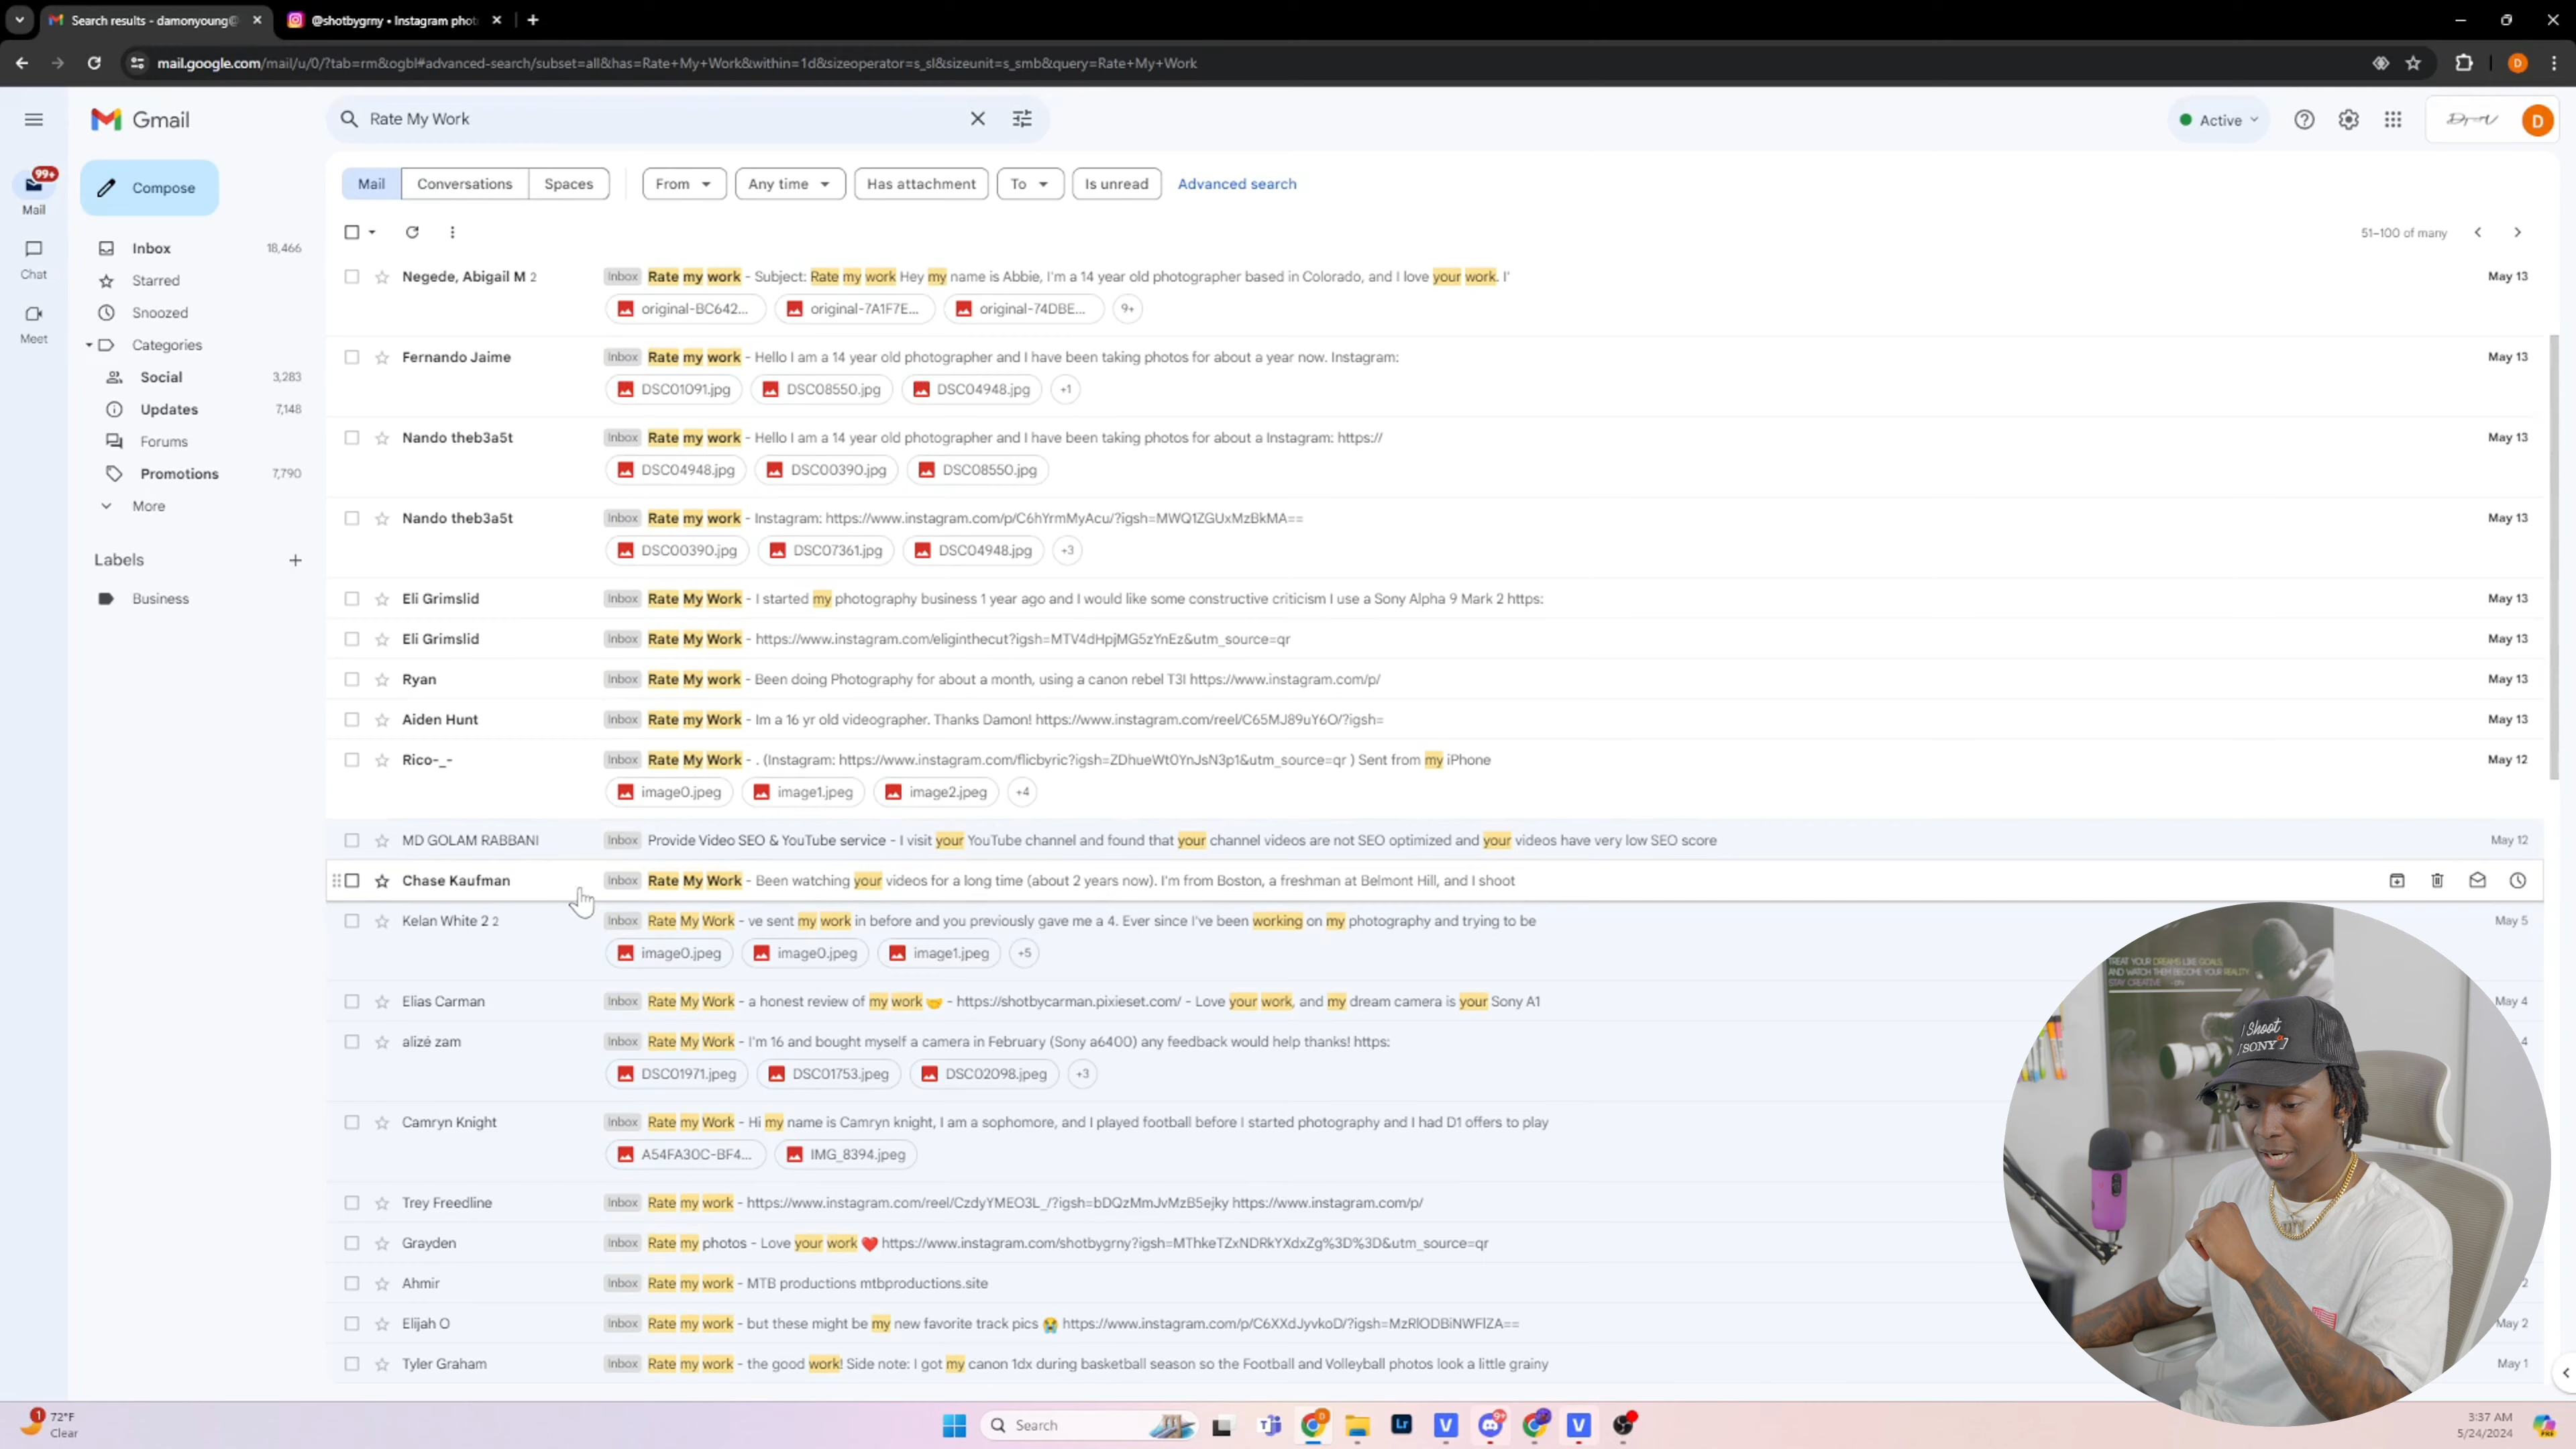 Search results - damonyoung@
@shotbygrny • Instagram phot
mail.google.com/mail/u/0/?tab=rm&ogbl#advanced-search/subset=all&has=Rate+My+Work&within=1d&sizeoperator=s_sl&sizeunit=s_smb&query=Rate+My+Work
D
Gmail
Rate My Work
Active
D
99+
Mail
Compose
Mail Conversations Spaces From Any time Has attachment To Is unread Advanced search
51–100 of many
Chat
Meet
Inbox 18,466
Starred
Snoozed
Categories
Social 3,283
Updates 7,148
Forums
Promotions 7,790
More
Labels
Business
Negede, Abigail M 2 Inbox Rate my work - Subject: Rate my work Hey my name is Abbie, I'm a 14 year old photographer based in Colorado, and I love your work. I' May 13
original-BC642... original-7A1F7E... original-74DBE... 9+
Fernando Jaime Inbox Rate my work - Hello I am a 14 year old photographer and I have been taking photos for about a year now. Instagram: May 13
DSC01091.jpg DSC08550.jpg DSC04948.jpg +1
Nando theb3a5t Inbox Rate my work - Hello I am a 14 year old photographer and I have been taking photos for about a Instagram: https:// May 13
DSC04948.jpg DSC00390.jpg DSC08550.jpg
Nando theb3a5t Inbox Rate my work - Instagram: https://www.instagram.com/p/C6hYrmMyAcu/?igsh=MWQ1ZGUxMzBkMA== May 13
DSC00390.jpg DSC07361.jpg DSC04948.jpg +3
Eli Grimslid Inbox Rate My Work - I started my photography business 1 year ago and I would like some constructive criticism I use a Sony Alpha 9 Mark 2 https: May 13
Eli Grimslid Inbox Rate My Work - https://www.instagram.com/eliginthecut?igsh=MTV4dHpjMG5zYnEz&utm_source=qr May 13
Ryan Inbox Rate My work - Been doing Photography for about a month, using a canon rebel T3I https://www.instagram.com/p/ May 13
Aiden Hunt Inbox Rate My Work - Im a 16 yr old videographer. Thanks Damon! https://www.instagram.com/reel/C65MJ89uY6O/?igsh= May 13
Rico-_- Inbox Rate My Work - . (Instagram: https://www.instagram.com/flicbyric?igsh=ZDhueWt0YnJsN3p1&utm_source=qr ) Sent from my iPhone May 12
image0.jpeg image1.jpeg image2.jpeg +4
MD GOLAM RABBANI Inbox Provide Video SEO & YouTube service - I visit your YouTube channel and found that your channel videos are not SEO optimized and your videos have very low SEO score May 12
Chase Kaufman Inbox Rate My Work - Been watching your videos for a long time (about 2 years now). I'm from Boston, a freshman at Belmont Hill, and I shoot
Kelan White 2 2 Inbox Rate My Work - ve sent my work in before and you previously gave me a 4. Ever since I've been working on my photography and trying to be May 5
image0.jpeg image0.jpeg image1.jpeg +5
Elias Carman Inbox Rate My Work - a honest review of my work 🤝 - https://shotbycarman.pixieset.com/ - Love your work, and my dream camera is your Sony A1 May 4
alizé zam Inbox Rate My Work - I'm 16 and bought myself a camera in February (Sony a6400) any feedback would help thanks! https: 4
DSC01971.jpeg DSC01753.jpeg DSC02098.jpeg +3
Camryn Knight Inbox Rate my Work - Hi my name is Camryn knight, I am a sophomore, and I played football before I started photography and I had D1 offers to play
A54FA30C-BF4... IMG_8394.jpeg
Trey Freedline Inbox Rate my work - https://www.instagram.com/reel/CzdyYMEO3L_/?igsh=bDQzMmJvMzB5ejky https://www.instagram.com/p/
Grayden Inbox Rate my photos - Love your work ❤️ https://www.instagram.com/shotbygrny?igsh=MThkeTZxNDRkYXdxZg%3D%3D&utm_source=qr
Ahmir Inbox Rate my work - MTB productions mtbproductions.site 2
Elijah O Inbox Rate my work - but these might be my new favorite track pics 😭 https://www.instagram.com/p/C6XXdJyvkoD/?igsh=MzRlODBiNWFlZA== May 2
Tyler Graham Inbox Rate my work - the good work! Side note: I got my canon 1dx during basketball season so the Football and Volleyball photos look a little grainy May 1
TREAT YOUR DREAMS LIKE GOALS,
AND WATCH THEM BECOME YOUR REALITY
STAY CREATIVE
I Shoot
[SONY]
1
72°F
Clear
Search
Lr
9+
3:37 AM
5/24/2024